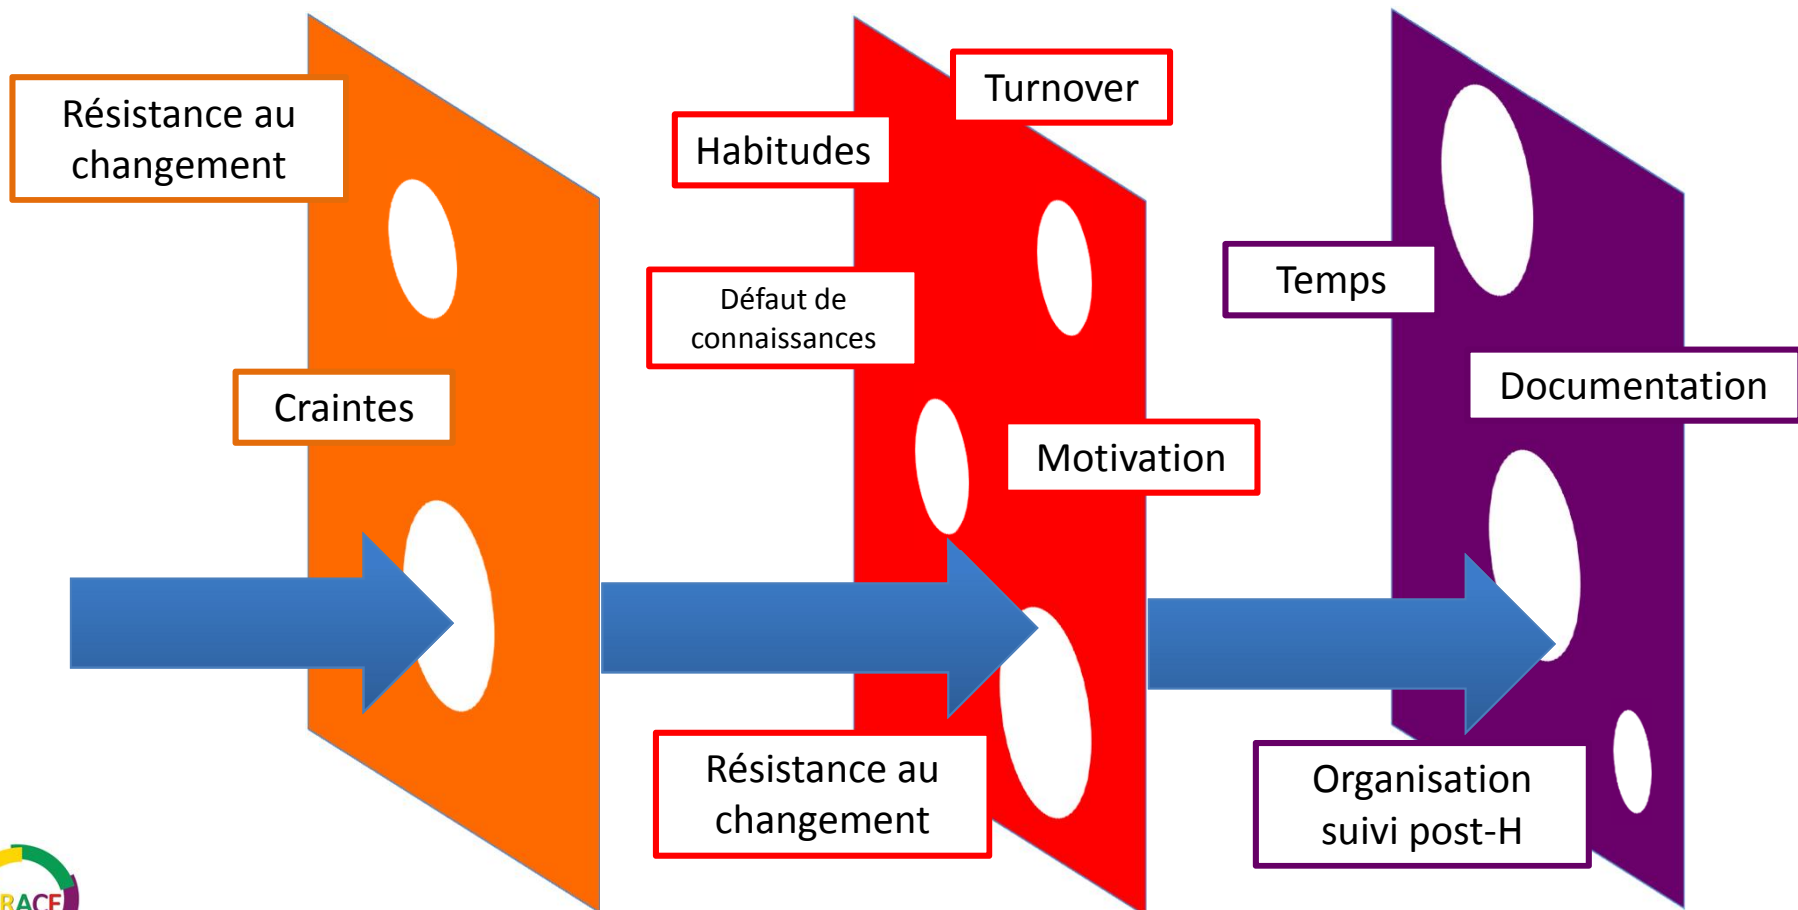 Résistance au
changement
Craintes
Turnover
Habitudes
Défaut de
connaissances
Motivation
Résistance au
changement
Temps
Documentation
Organisation
suivi post-H